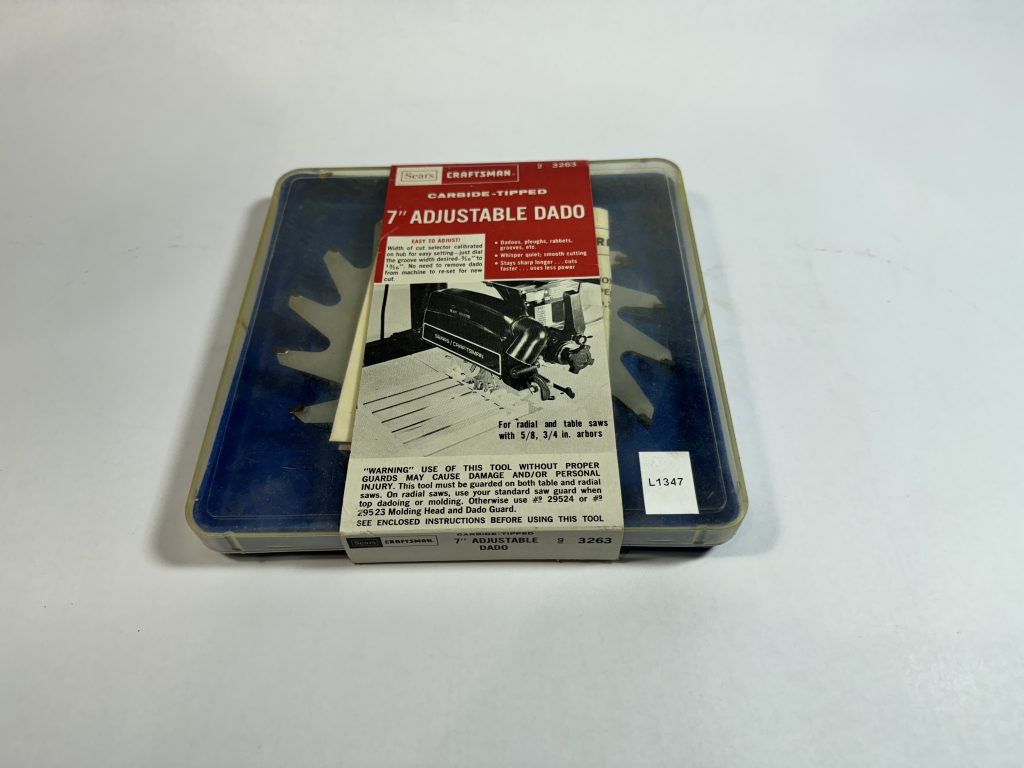 Sears CRAFTSMAN 9 3263
CARBIDE-TIPPED
7" ADJUSTABLE DADO
EASY TO ADJUST!
Width of cut selector calibrated
on hub for easy setting—just dial
the groove width desired-3/16" to
13/16". No need to remove dado
from machine to re-set for new
cut.
• Dadoes, ploughs, rabbets,
grooves, etc.
• Whisper quiet; smooth cutting
• Stays sharp longer . . . cuts
faster . . . uses less power
SEARS / CRAFTSMAN
For radial and table saws
with 5/8, 3/4 in. arbors
"WARNING" USE OF THIS TOOL WITHOUT PROPER
GUARDS MAY CAUSE DAMAGE AND/OR PERSONAL
INJURY. This tool must be guarded on both table and radial
saws. On radial saws, use your standard saw guard when
top dadoing or molding. Otherwise use #9 29524 or #9
29523 Molding Head and Dado Guard.
SEE ENCLOSED INSTRUCTIONS BEFORE USING THIS TOOL
L1347
Sears CRAFTSMAN. CARBIDE-TIPPED
7" ADJUSTABLE
DADO
9 3263